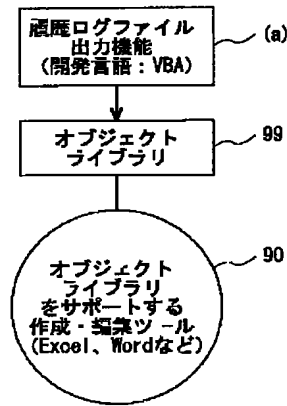 履歴ログファイル
出力機能
(開発言語：VBA)
(a)
オブジェクト
ライブラリ
99
オブジェクト
ライブラリ
をサポートする
作成・編集ツール
(Excel、Wordなど)
90